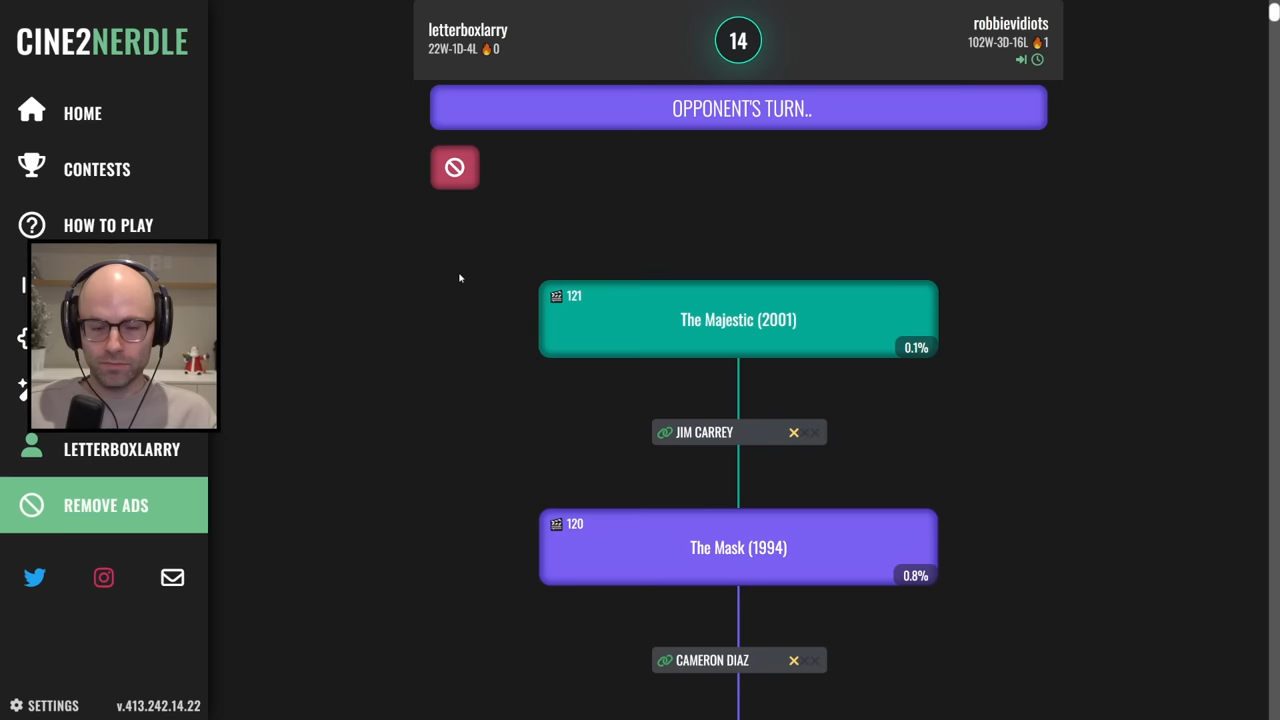 CINE2NERDLE
HOME
CONTESTS
HOW TO PLAY
LETTERBOXLARRY
REMOVE ADS
SETTINGS
v.413.242.14.22
letterboxlarry
22W-1D-4L 🔥0
14
robbievidiots
102W-3D-16L 🔥1
OPPONENT'S TURN..
121
The Majestic (2001)
0.1%
JIM CARREY
120
The Mask (1994)
0.8%
CAMERON DIAZ